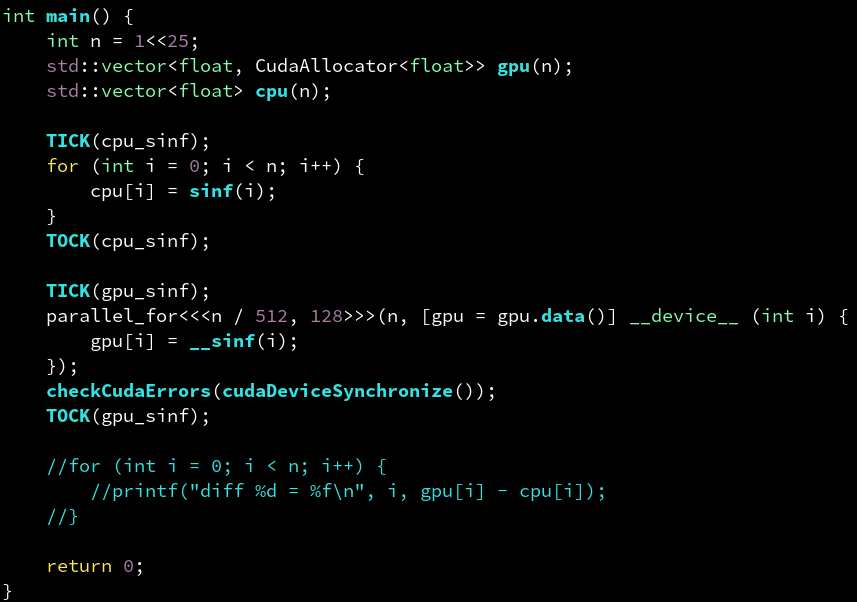 int main() {
    int n = 1<<25;
    std::vector<float, CudaAllocator<float>> gpu(n);
    std::vector<float> cpu(n);

    TICK(cpu_sinf);
    for (int i = 0; i < n; i++) {
        cpu[i] = sinf(i);
    }
    TOCK(cpu_sinf);

    TICK(gpu_sinf);
    parallel_for<<<n / 512, 128>>>(n, [gpu = gpu.data()] __device__ (int i) {
        gpu[i] = __sinf(i);
    });
    checkCudaErrors(cudaDeviceSynchronize());
    TOCK(gpu_sinf);

    //for (int i = 0; i < n; i++) {
        //printf("diff %d = %f\n", i, gpu[i] - cpu[i]);
    //}

    return 0;
}